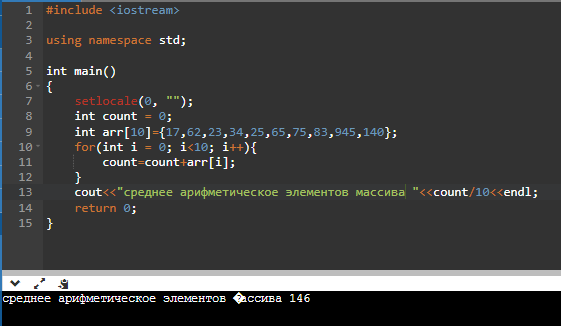 1 #include <iostream>
2
3 using namespace std;
4
5 int main()
6 {
7 setlocale(0, "");
8 int count = 0;
9 int arr[10]={17,62,23,34,25,65,75,83,945,140};
10 for(int i = 0; i<10; i++){
11 count=count+arr[i];
12 }
13 cout<<"среднее арифметическое элементов массива "<<count/10<<endl;
14 return 0;
15 }
среднее арифметическое элементов �ассива 146